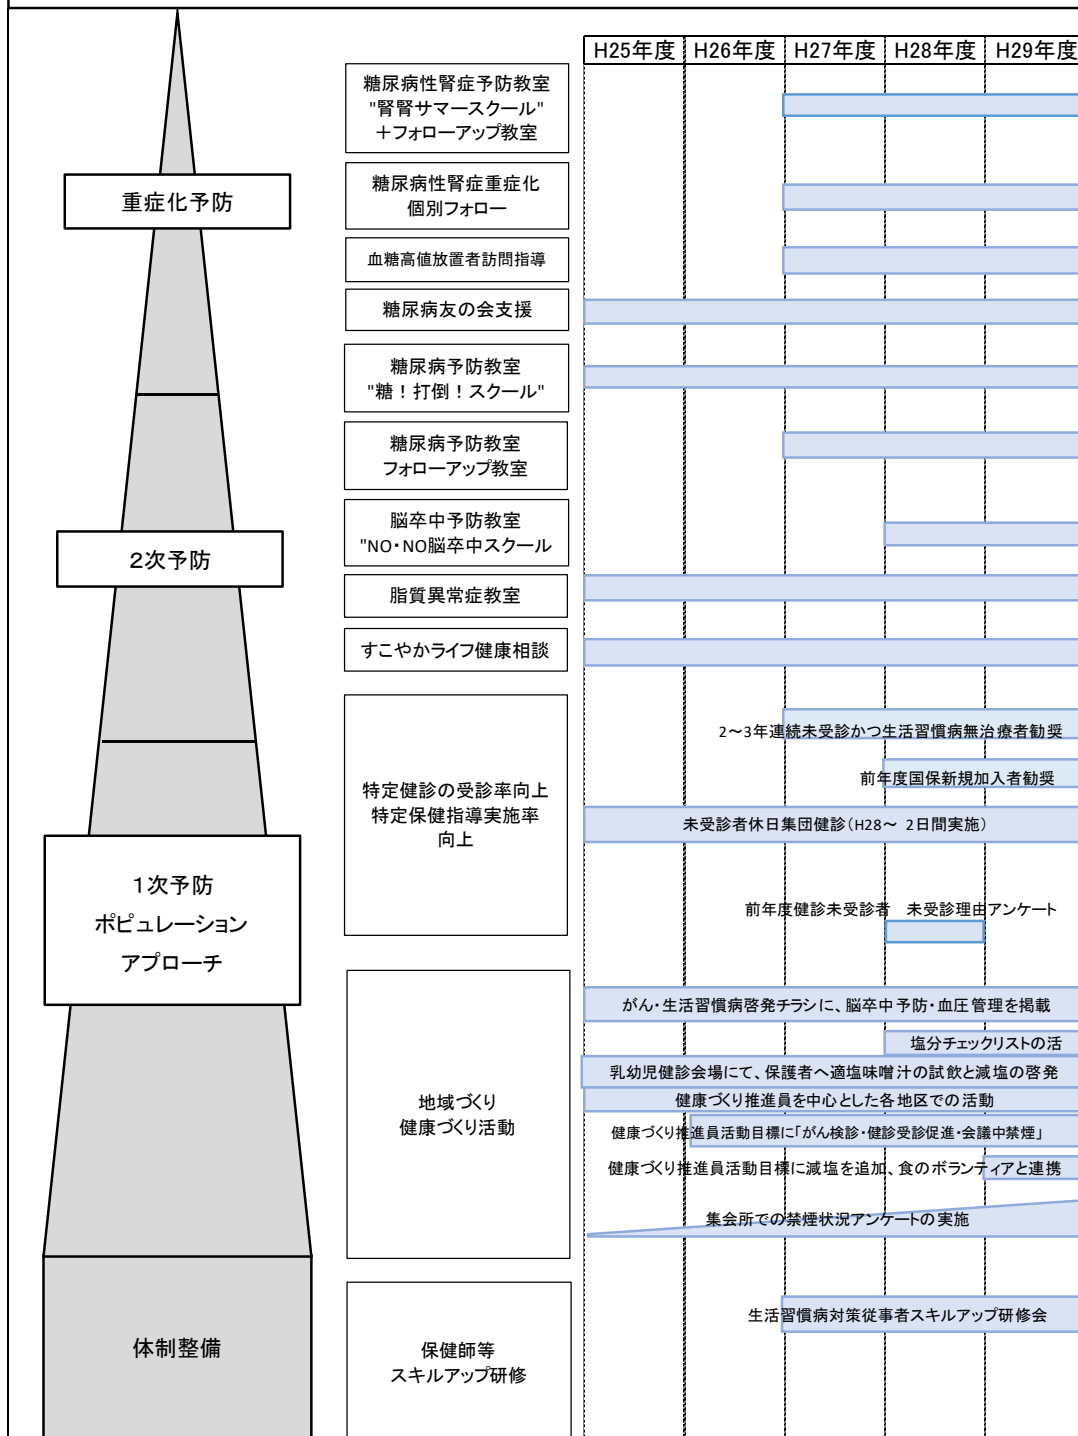 H25年度 H26年度 H27年度 H28年度 H29年度
糖尿病性腎症予防教室
"腎腎サマースクール"
＋フォローアップ教室
重症化予防
糖尿病性腎症重症化
個別フォロー
血糖高値放置者訪問指導
糖尿病友の会支援
糖尿病予防教室
"糖！打倒！スクール"
糖尿病予防教室
フォローアップ教室
２次予防
脳卒中予防教室
"NO・NO脳卒中スクール
脂質異常症教室
すこやかライフ健康相談
１次予防
ポピュレーション
アプローチ
特定健診の受診率向上
特定保健指導実施率
向上
2～3年連続未受診かつ生活習慣病無治療者勧奨
前年度国保新規加入者勧奨
未受診者休日集団健診（H28～ 2日間実施）
前年度健診未受診者　未受診理由アンケート
地域づくり
健康づくり活動
がん・生活習慣病啓発チラシに、脳卒中予防・血圧管理を掲載
塩分チェックリストの活
乳幼児健診会場にて、保護者へ適塩味噌汁の試飲と減塩の啓発
健康づくり推進員を中心とした各地区での活動
健康づくり推進員活動目標に「がん検診・健診受診促進・会議中禁煙」
健康づくり推進員活動目標に減塩を追加、食のボランティアと連携
集会所での禁煙状況アンケートの実施
体制整備
保健師等
スキルアップ研修
生活習慣病対策従事者スキルアップ研修会